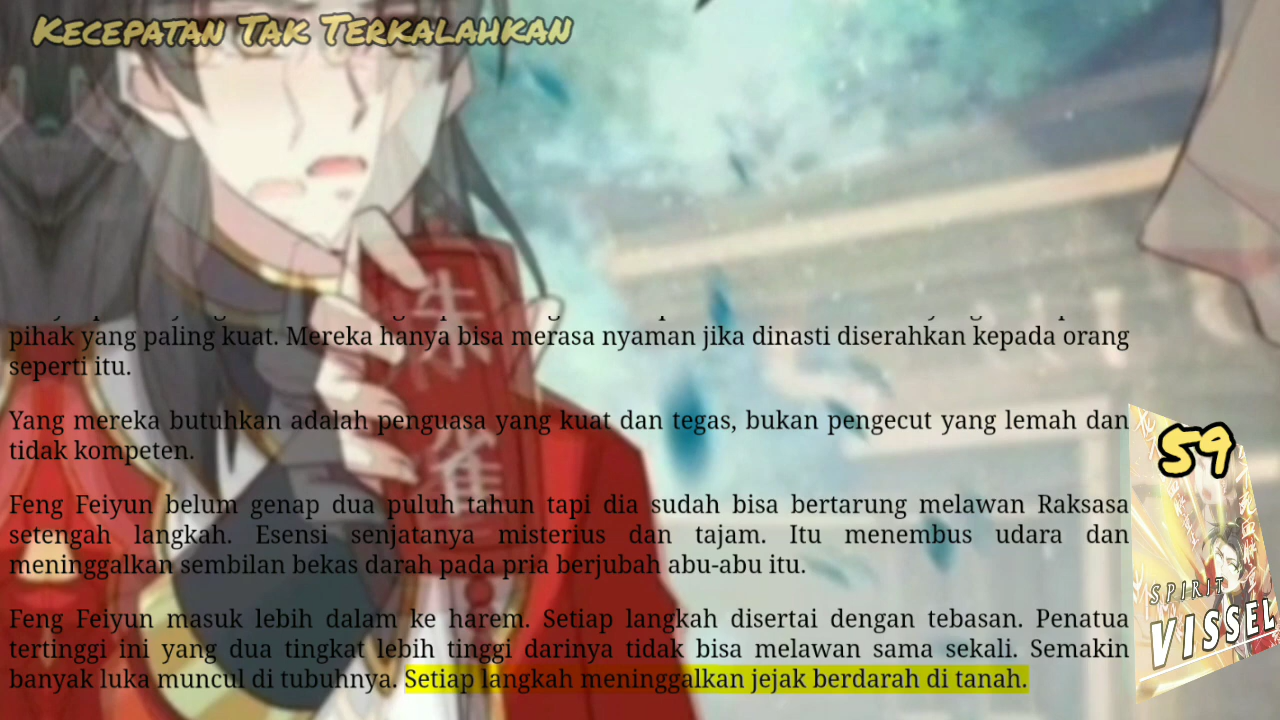 Kecepatan Tak Terkalahkan
朱
雀
pihak yang paling kuat. Mereka hanya bisa merasa nyaman jika dinasti diserahkan kepada orang
seperti itu.
Yang mereka butuhkan adalah penguasa yang kuat dan tegas, bukan pengecut yang lemah dan
tidak kompeten.
Feng Feiyun belum genap dua puluh tahun tapi dia sudah bisa bertarung melawan Raksasa
setengah langkah. Esensi senjatanya misterius dan tajam. Itu menembus udara dan
meninggalkan sembilan bekas darah pada pria berjubah abu-abu itu.
Feng Feiyun masuk lebih dalam ke harem. Setiap langkah disertai dengan tebasan. Penatua
tertinggi ini yang dua tingkat lebih tinggi darinya tidak bisa melawan sama sekali. Semakin
banyak luka muncul di tubuhnya. Setiap langkah meninggalkan jejak berdarah di tanah.
59
SPIRIT
VISSEL